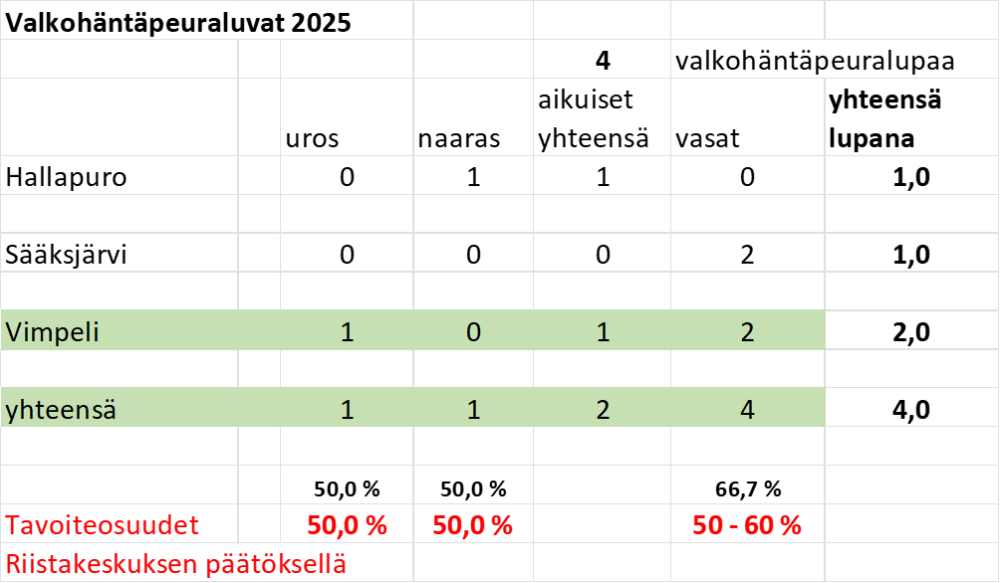 Valkohäntäpeuraluvat 2025
4 valkohäntäpeuralupaa
aikuiset yhteensä
uros naaras yhteensä vasat lupana
Hallapuro 0 1 1 0 1,0
Sääksjärvi 0 0 0 2 1,0
Vimpeli 1 0 1 2 2,0
yhteensä 1 1 2 4 4,0
50,0 % 50,0 % 66,7 %
Tavoiteosuudet 50,0 % 50,0 % 50 - 60 %
Riistakeskuksen päätöksellä